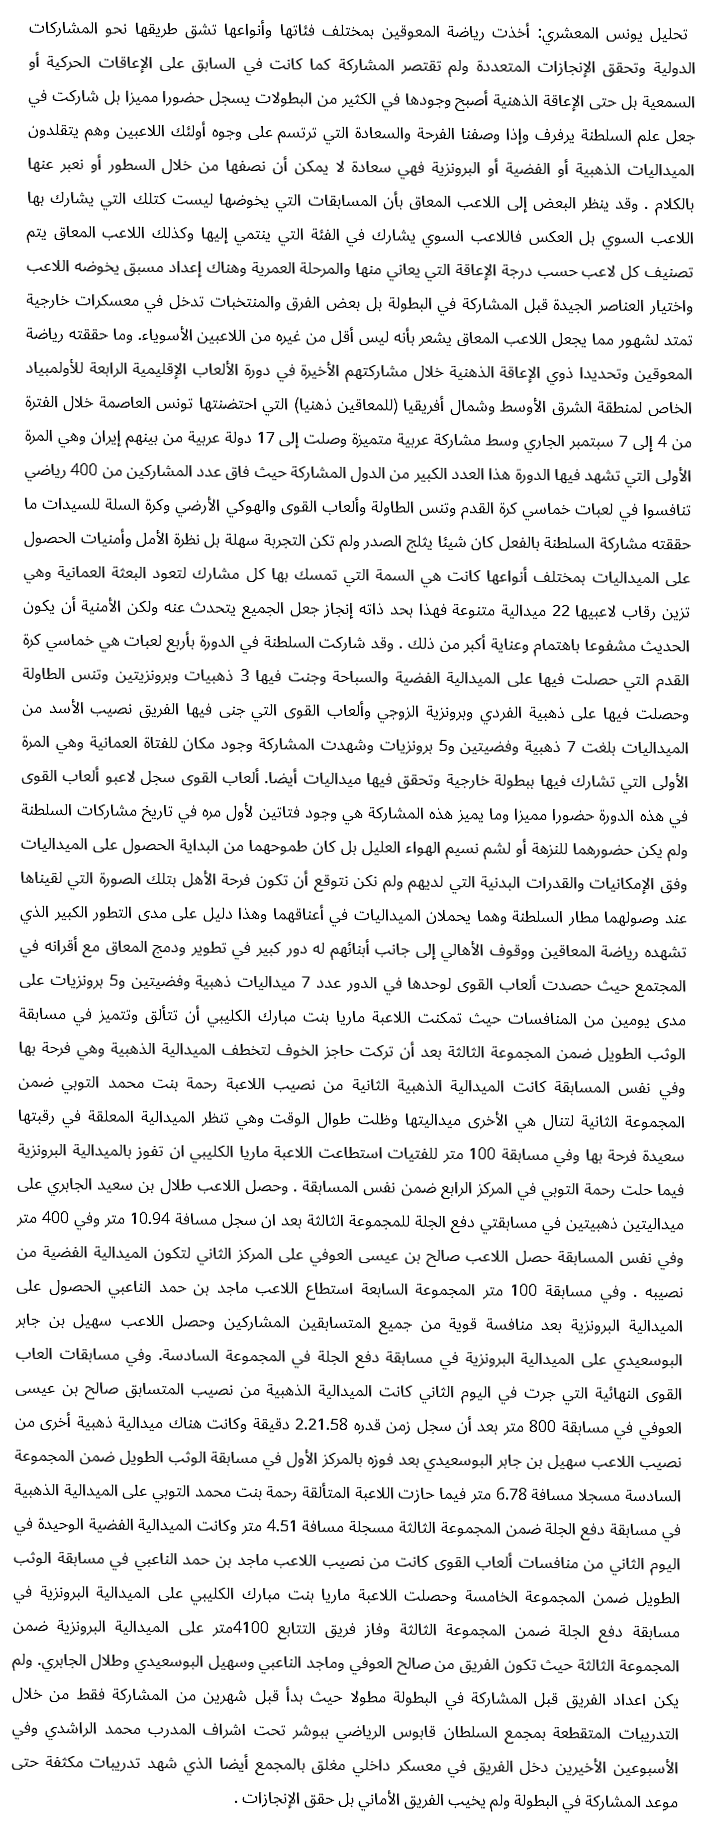 تحليل يونس المعشري: أخذت رياضة المعوقين بمختلف فئاتها وأنواعها تشق طريقها نحو المشاركات
الدولية وتحقق الإنجازات المتعددة ولم تقتصر المشاركة كما كانت في السابق على الإعاقات الحركية أو
السمعية بل حتى الإعاقة الذهنية أصبح وجودها في الكثير من البطولات يسجل حضورا مميزا بل شاركت في
جعل علم السلطنة يرفرف وإذا وصفنا الفرحة والسعادة التي ترتسم على وجوه أولئك اللاعبين وهم يتقلدون
الميداليات الذهبية أو الفضية أو البرونزية فهي سعادة لا يمكن أن نصفها من خلال السطور أو نعبر عنها
بالكلام . وقد ينظر البعض إلى اللاعب المعاق بأن المسابقات التي يخوضها ليست كتلك التي يشارك بها
اللاعب السوي بل العكس فاللاعب السوي يشارك في الفئة التي ينتمي إليها وكذلك اللاعب المعاق يتم
تصنيف كل لاعب حسب درجة الإعاقة التي يعاني منها والمرحلة العمرية وهناك إعداد مسبق يخوضه اللاعب
واختيار العناصر الجيدة قبل المشاركة في البطولة بل بعض الفرق والمنتخبات تدخل في معسكرات خارجية
تمتد لشهور مما يجعل اللاعب المعاق يشعر بأنه ليس أقل من غيره من اللاعبين الأسوياء. وما حققته رياضة
المعوقين وتحديدا ذوي الإعاقة الذهنية خلال مشاركتهم الأخيرة في دورة الألعاب الإقليمية الرابعة للأولمبياد
الخاص لمنطقة الشرق الأوسط وشمال أفريقيا (للمعاقين ذهنيا) التي احتضنتها تونس العاصمة خلال الفترة
من 4 إلى 7 سبتمبر الجاري وسط مشاركة عربية متميزة وصلت إلى 17 دولة عربية من بينهم إيران وهي المرة
الأولى التي تشهد فيها الدورة هذا العدد الكبير من الدول المشاركة حيث فاق عدد المشاركين من 400 رياضي
تنافسوا في لعبات خماسي كرة القدم وتنس الطاولة وألعاب القوى والهوكي الأرضي وكرة السلة للسيدات ما
حققته مشاركة السلطنة بالفعل كان شيئا يثلج الصدر ولم تكن التجربة سهلة بل نظرة الأمل وأمنيات الحصول
على الميداليات بمختلف أنواعها كانت هي السمة التي تمسك بها كل مشارك لتعود البعثة العمانية وهي
تزين رقاب لاعبيها 22 ميدالية متنوعة فهذا بحد ذاته إنجاز جعل الجميع يتحدث عنه ولكن الأمنية أن يكون
الحديث مشفوعا باهتمام وعناية أكبر من ذلك . وقد شاركت السلطنة في الدورة بأربع لعبات هي خماسي كرة
القدم التي حصلت فيها على الميدالية الفضية والسباحة وجنت فيها 3 ذهبيات وبرونزيتين وتنس الطاولة
وحصلت فيها على ذهبية الفردي وبرونزية الزوجي وألعاب القوى التي جنى فيها الفريق نصيب الأسد من
الميداليات بلغت 7 ذهبية وفضيتين و5 برونزيات وشهدت المشاركة وجود مكان للفتاة العمانية وهي المرة
الأولى التي تشارك فيها ببطولة خارجية وتحقق فيها ميداليات أيضا. ألعاب القوى سجل لاعبو ألعاب القوى
في هذه الدورة حضورا مميزا وما يميز هذه المشاركة هي وجود فتاتين لأول مره في تاريخ مشاركات السلطنة
ولم يكن حضورهما للنزهة أو لشم نسيم الهواء العليل بل كان طموحهما من البداية الحصول على الميداليات
وفق الإمكانيات والقدرات البدنية التي لديهم ولم نكن نتوقع أن تكون فرحة الأهل بتلك الصورة التي لقيناها
عند وصولهما مطار السلطنة وهما يحملان الميداليات في أعناقهما وهذا دليل على مدى التطور الكبير الذي
تشهده رياضة المعاقين ووقوف الأهالي إلى جانب أبنائهم له دور كبير في تطوير ودمج المعاق مع أقرانه في
المجتمع حيث حصدت ألعاب القوى لوحدها في الدور عدد 7 ميداليات ذهبية وفضيتين و5 برونزيات على
مدى يومين من المنافسات حيث تمكنت اللاعبة ماريا بنت مبارك الكليبي أن تتألق وتتميز في مسابقة
الوثب الطويل ضمن المجموعة الثالثة بعد أن تركت حاجز الخوف لتخطف الميدالية الذهبية وهي فرحة بها
وفي نفس المسابقة كانت الميدالية الذهبية الثانية من نصيب اللاعبة رحمة بنت محمد التوبي ضمن
المجموعة الثانية لتنال هي الأخرى ميداليتها وظلت طوال الوقت وهي تنظر الميدالية المعلقة في رقبتها
سعيدة فرحة بها وفي مسابقة 100 متر للفتيات استطاعت اللاعبة ماريا الكليبي ان تفوز بالميدالية البرونزية
فيما حلت رحمة التوبي في المركز الرابع ضمن نفس المسابقة . وحصل اللاعب طلال بن سعيد الجابري على
ميداليتين ذهبيتين في مسابقتي دفع الجلة للمجموعة الثالثة بعد ان سجل مسافة 10.94 متر وفي 400 متر
وفي نفس المسابقة حصل اللاعب صالح بن عيسى العوفي على المركز الثاني لتكون الميدالية الفضية من
نصيبه . وفي مسابقة 100 متر المجموعة السابعة استطاع اللاعب ماجد بن حمد الناعبي الحصول على
الميدالية البرونزية بعد منافسة قوية من جميع المتسابقين المشاركين وحصل اللاعب سهيل بن جابر
البوسعيدي على الميدالية البرونزية في مسابقة دفع الجلة في المجموعة السادسة. وفي مسابقات العاب
القوى النهائية التي جرت في اليوم الثاني كانت الميدالية الذهبية من نصيب المتسابق صالح بن عيسى
العوفي في مسابقة 800 متر بعد أن سجل زمن قدره 2.21.58 دقيقة وكانت هناك ميدالية ذهبية أخرى من
نصيب اللاعب سهيل بن جابر البوسعيدي بعد فوزه بالمركز الأول في مسابقة الوثب الطويل ضمن المجموعة
السادسة مسجلا مسافة 6.78 متر فيما حازت اللاعبة المتألقة رحمة بنت محمد التوبي على الميدالية الذهبية
في مسابقة دفع الجلة ضمن المجموعة الثالثة مسجلة مسافة 4.51 متر وكانت الميدالية الفضية الوحيدة في
اليوم الثاني من منافسات ألعاب القوى كانت من نصيب اللاعب ماجد بن حمد الناعبي في مسابقة الوثب
الطويل ضمن المجموعة الخامسة وحصلت اللاعبة ماريا بنت مبارك الكليبي على الميدالية البرونزية في
مسابقة دفع الجلة ضمن المجموعة الثالثة وفاز فريق التتابع 4100متر على الميدالية البرونزية ضمن
المجموعة الثالثة حيث تكون الفريق من صالح العوفي وماجد الناعبي وسهيل البوسعيدي وطلال الجابري. ولم
يكن اعداد الفريق قبل المشاركة في البطولة مطولا حيث بدأ قبل شهرين من المشاركة فقط من خلال
التدريبات المتقطعة بمجمع السلطان قابوس الرياضي ببوشر تحت اشراف المدرب محمد الراشدي وفي
الأسبوعين الأخيرين دخل الفريق في معسكر داخلي مغلق بالمجمع أيضا الذي شهد تدريبات مكثفة حتى
موعد المشاركة في البطولة ولم يخيب الفريق الأماني بل حقق الإنجازات .